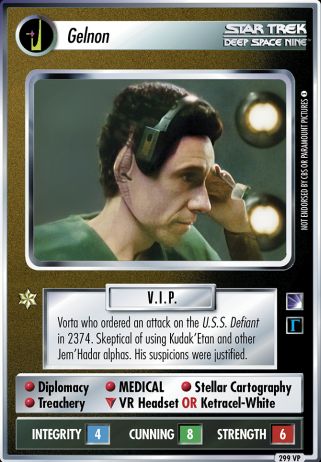 Gelnon
STAR TREK
DEEP SPACE NINE
NOT ENDORSED BY CBS OR PARAMOUNT PICTURES
V.I.P.
Vorta who ordered an attack on the U.S.S. Defiant
in 2374. Skeptical of using Kudak'Etan and other
Jem'Hadar alphas. His suspicions were justified.
Diplomacy MEDICAL Stellar Cartography
Treachery VR Headset OR Ketracel-White
INTEGRITY 4 CUNNING 8 STRENGTH 6
299 VP